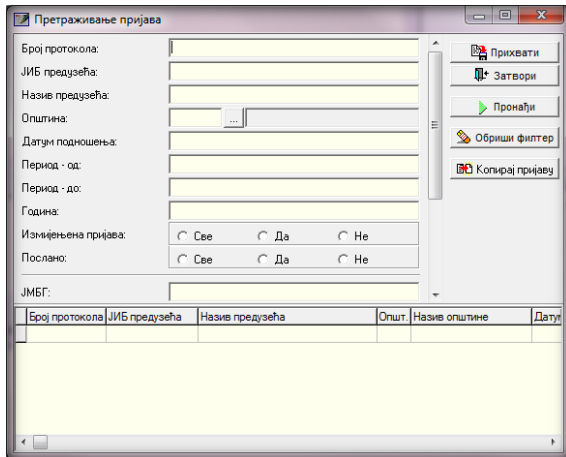 Претраживање пријава
Број протокола:
Прихвати
ЈИБ предузећа:
Затвори
Назив предузећа:
Пронађи
Општина:
...
Обриши филтер
Датум подношења:
Период - од:
Копирај пријаву
Период - до:
Година:
Измијењена пријава: Све Да Не
Послано: Све Да Не
ЈМБГ:
Број протокола ЈИБ предузећа Назив предузећа Општ. Назив општине